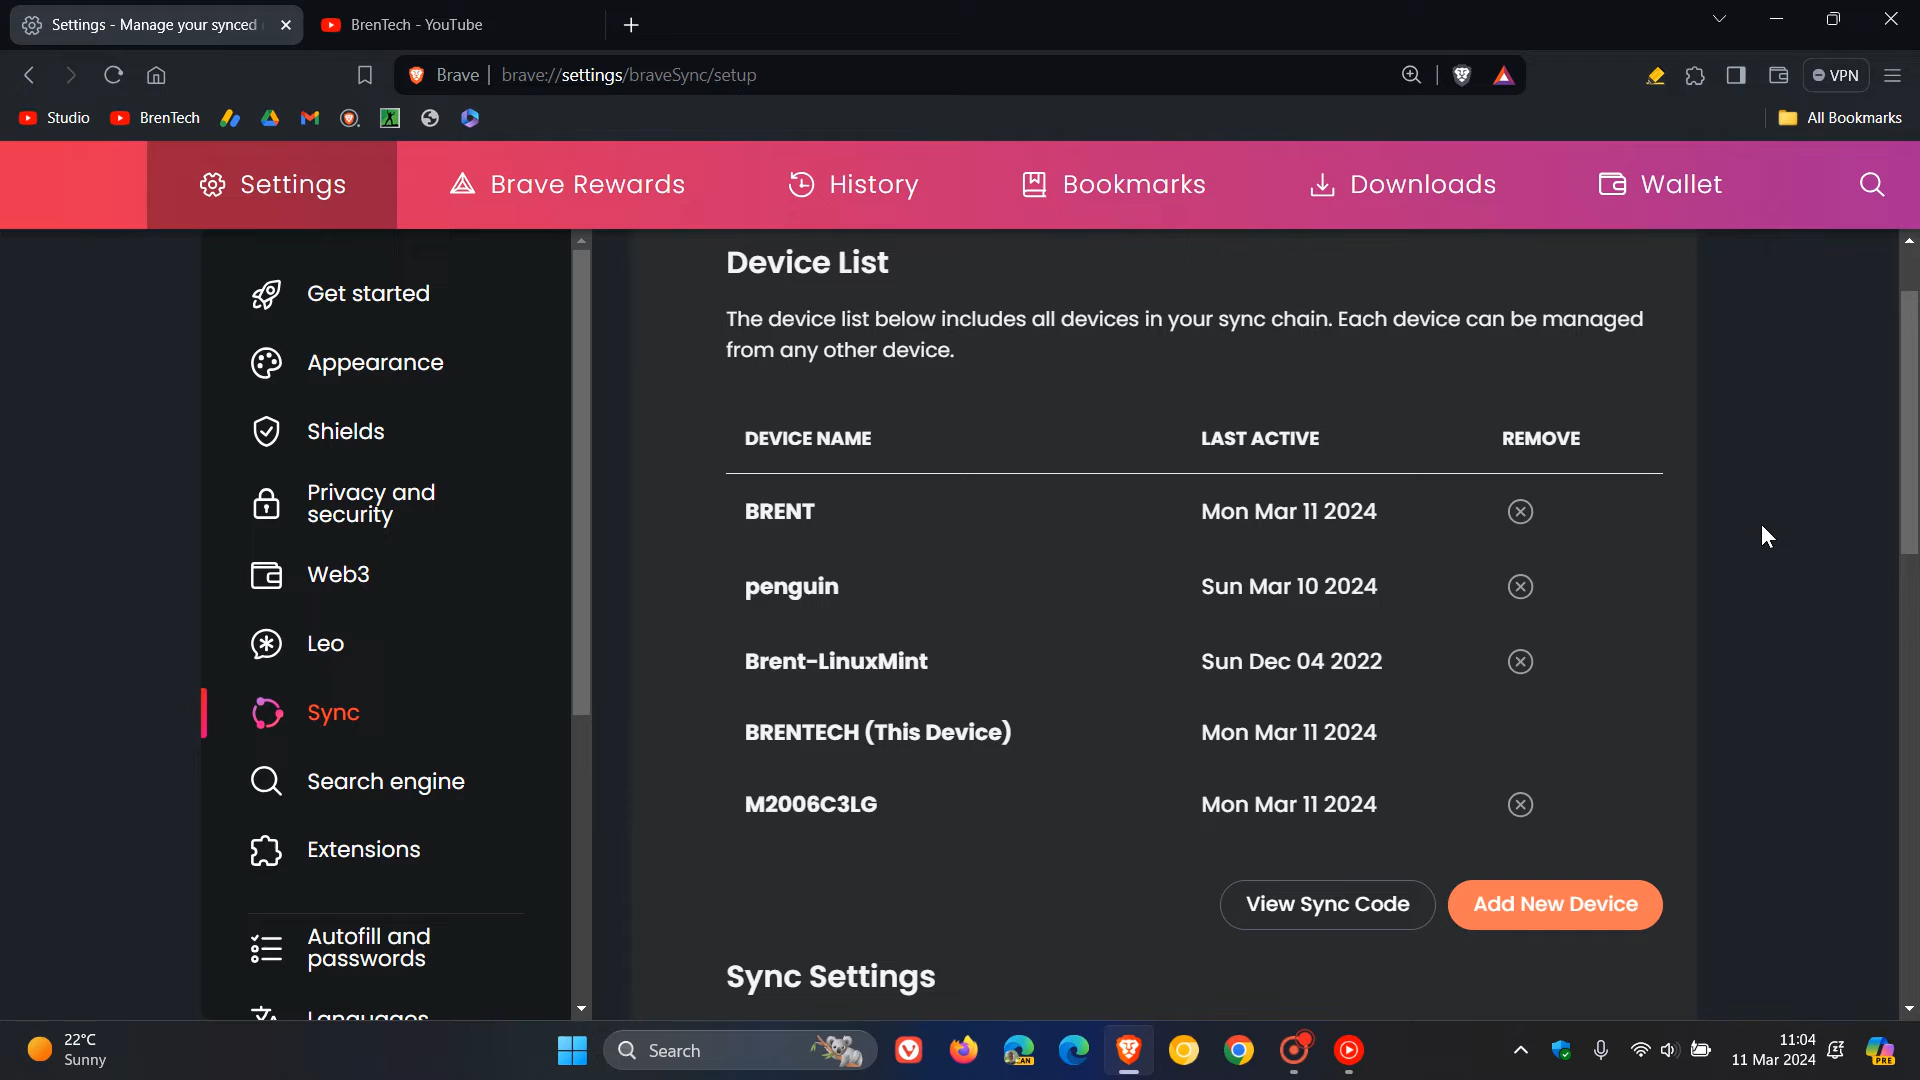 Settings - Manage your synced
BrenTech - YouTube
Brave
brave://settings/braveSync/setup
VPN
Studio
BrenTech
All Bookmarks
Settings
Brave Rewards
History
Bookmarks
Downloads
Wallet
Get started
Appearance
Shields
Privacy and
security
Web3
Leo
Sync
Search engine
Extensions
Autofill and
passwords
Languages
Device List
The device list below includes all devices in your sync chain. Each device can be managed
from any other device.
DEVICE NAME LAST ACTIVE REMOVE
BRENT Mon Mar 11 2024
penguin Sun Mar 10 2024
Brent-LinuxMint Sun Dec 04 2022
BRENTECH (This Device) Mon Mar 11 2024
M2006C3LG Mon Mar 11 2024
View Sync Code
Add New Device
Sync Settings
22°C
Sunny
Search
CAN
11:04
11 Mar 2024
PRE